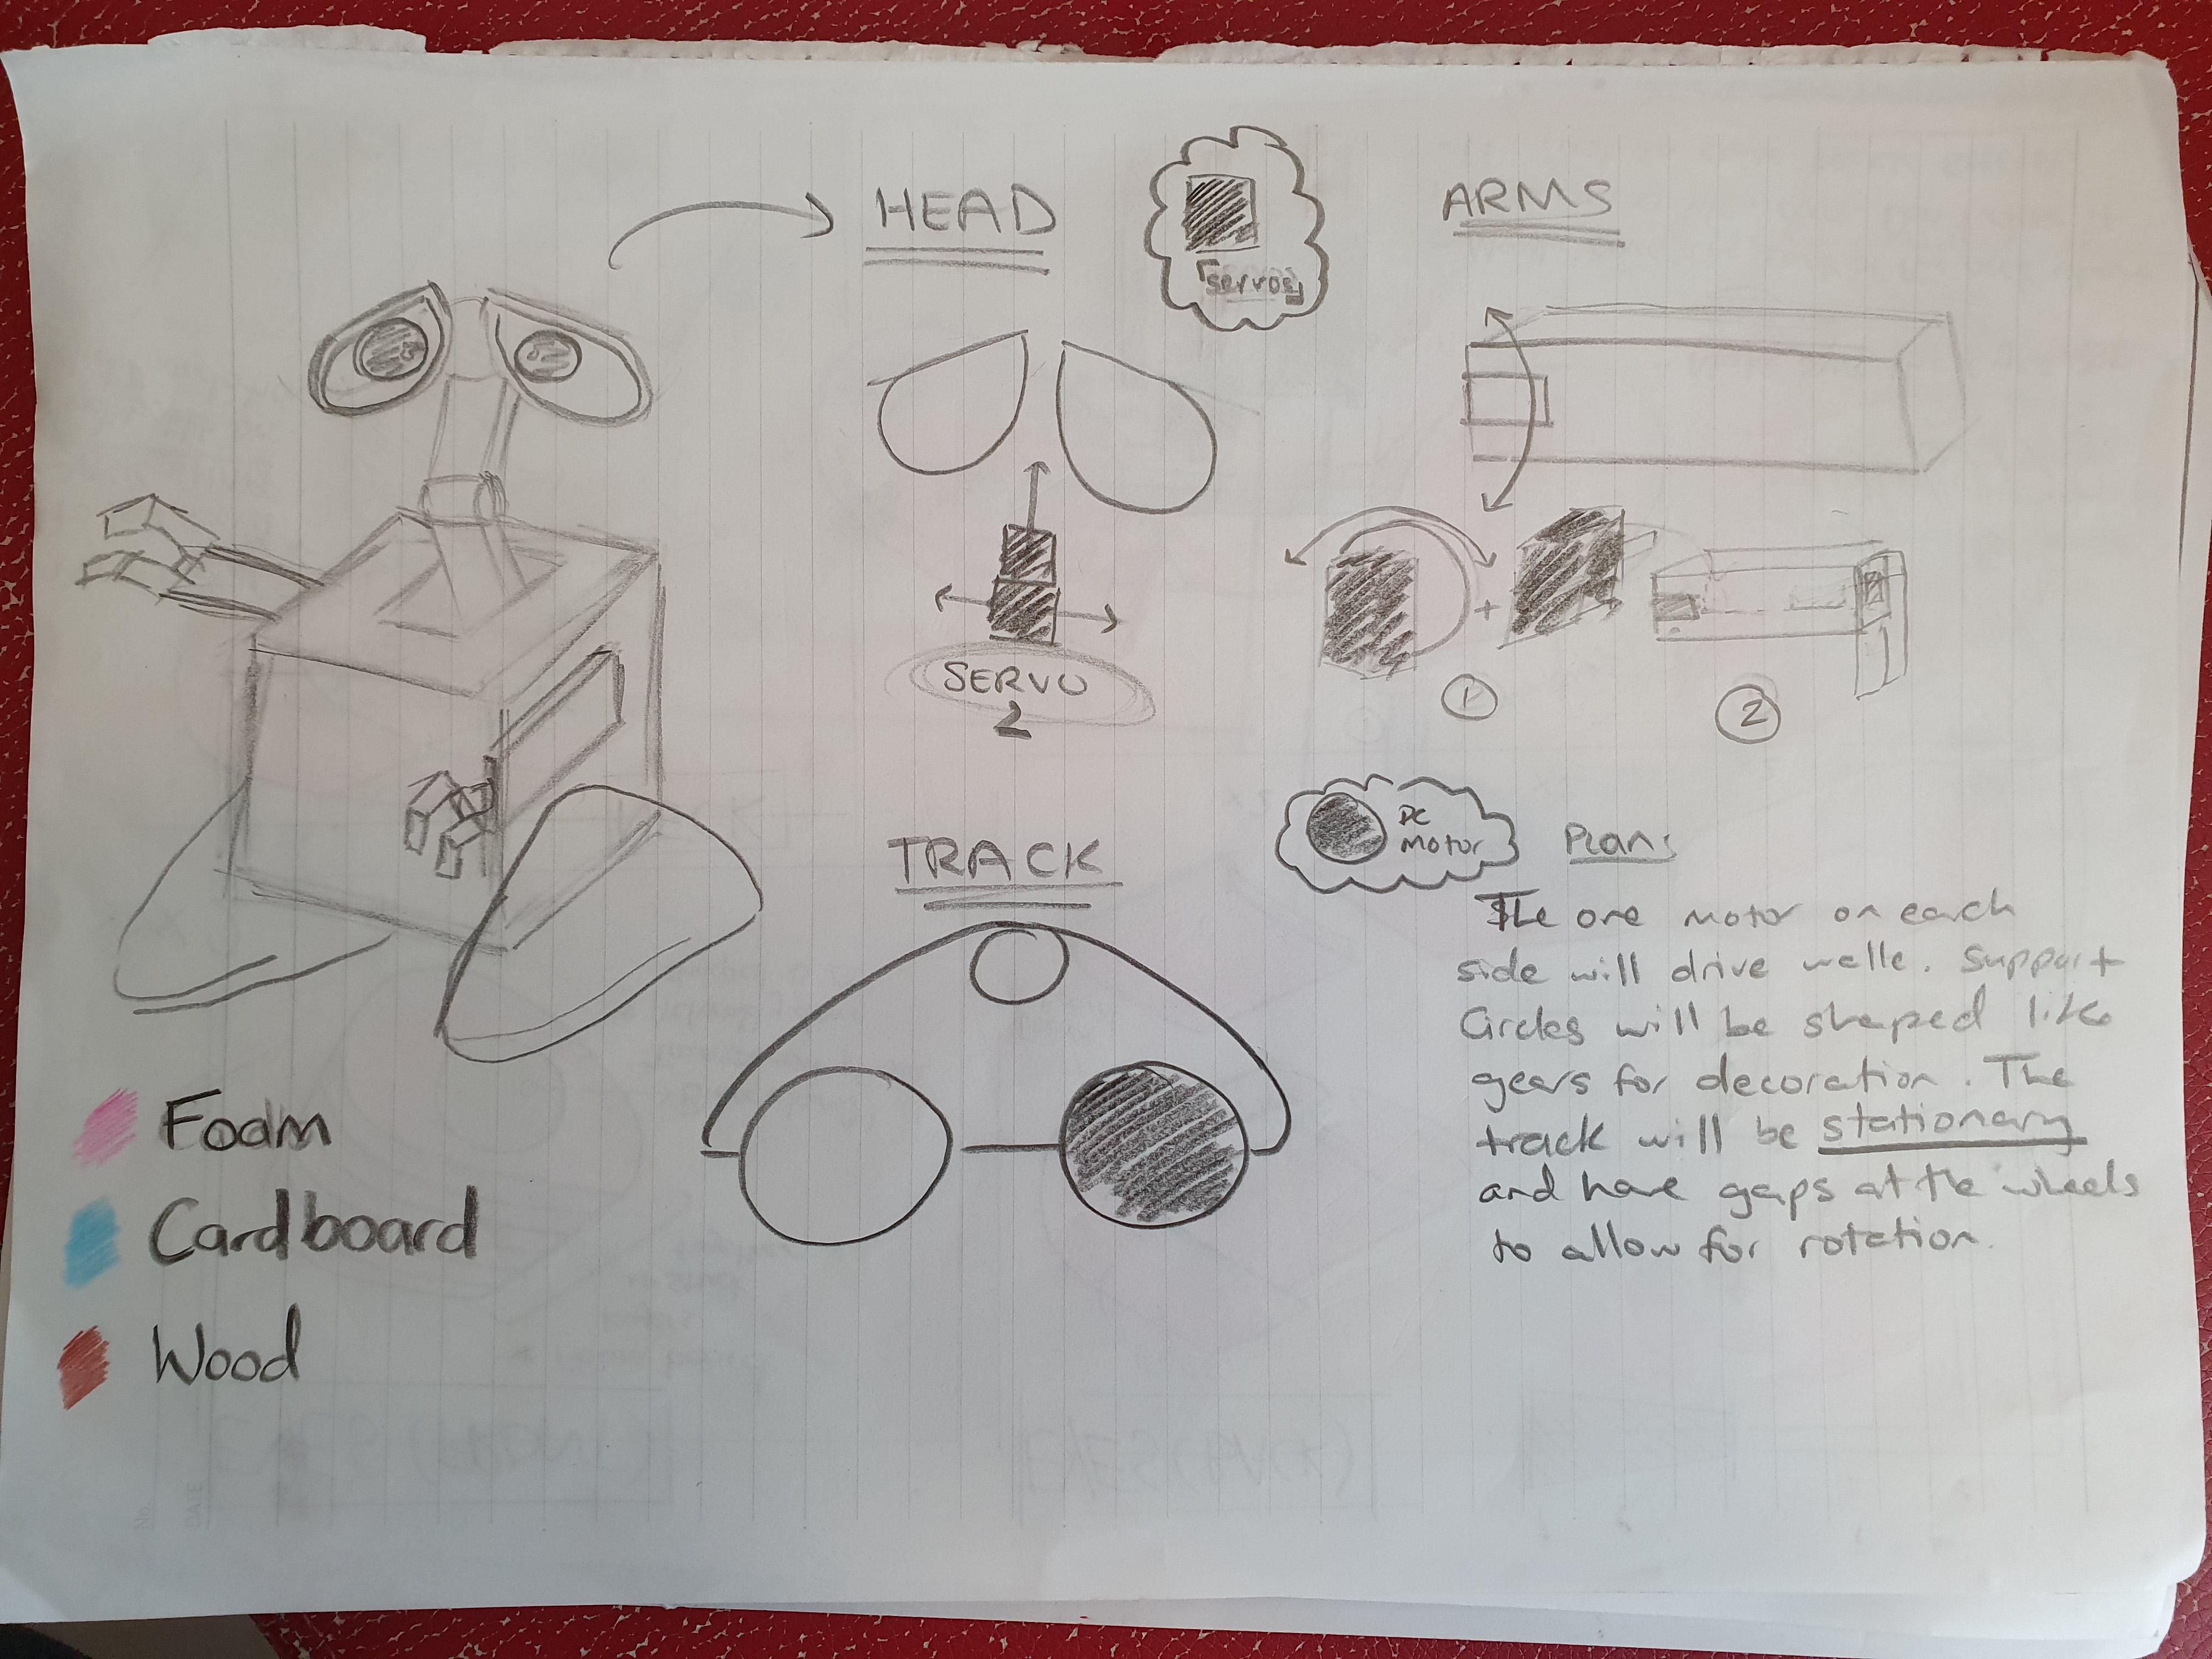 HEAD
SERVO
2
[servos]
ARMS
+
①
②
TRACK
DC
motor
Plan:
The one motor on each
side will drive walle. Support
Circles will be shaped like
gears for decoration. The
track will be stationary
and have gaps at the wheels
to allow for rotation.
Foam
Cardboard
Wood
No.
DATE